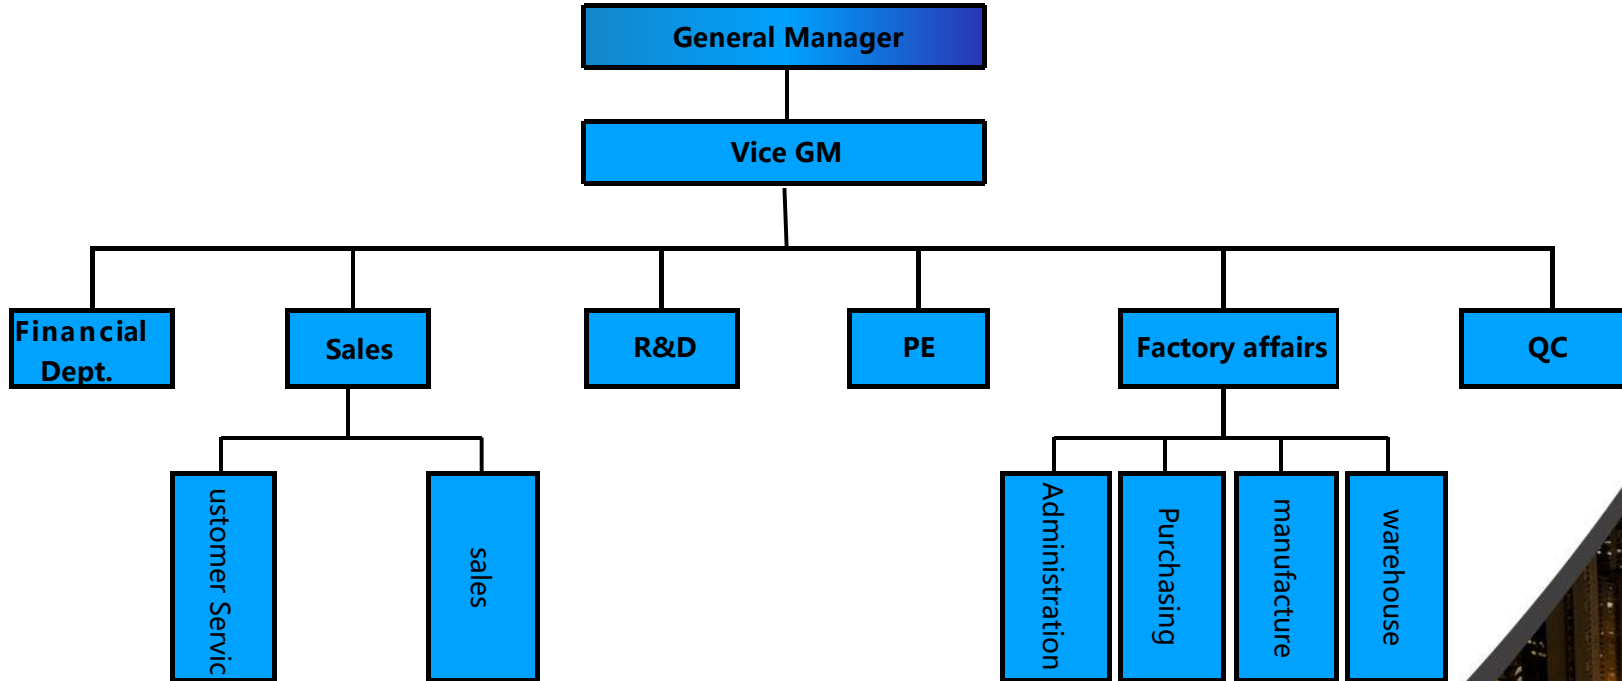 General Manager
Vice GM
Financial
Dept.
Sales
R&D
PE
Factory affairs
QC
ustomer Servic
sales
Administration
Purchasing
manufacture
warehouse